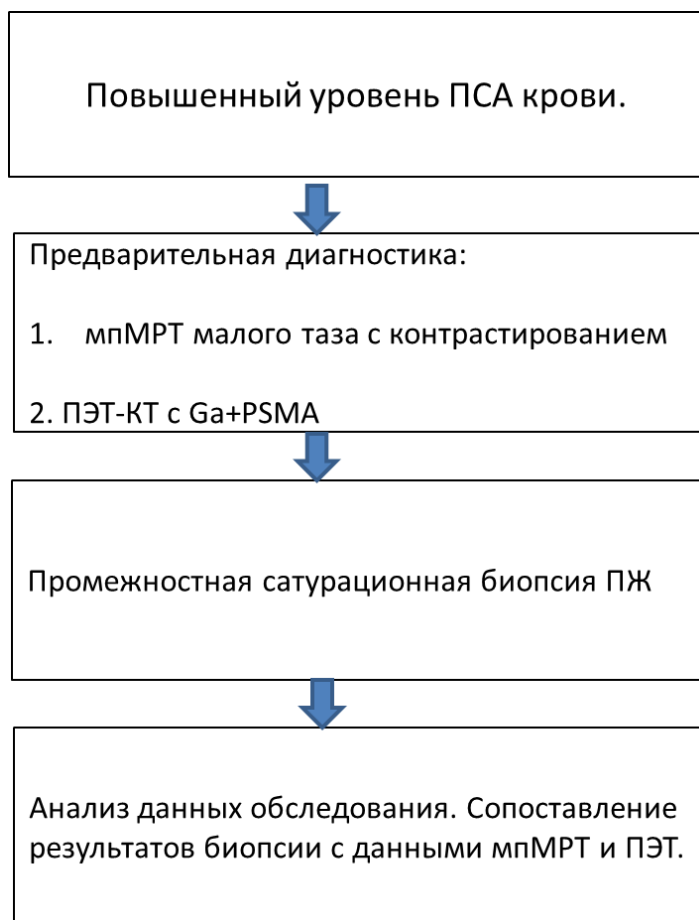 Повышенный уровень ПСА крови.
Предварительная диагностика:
1. мпМРТ малого таза с контрастированием
2. ПЭТ-КТ с Ga+PSMA
Промежностная сатурационная биопсия ПЖ
Анализ данных обследования. Сопоставление
результатов биопсии с данными мпМРТ и ПЭТ.